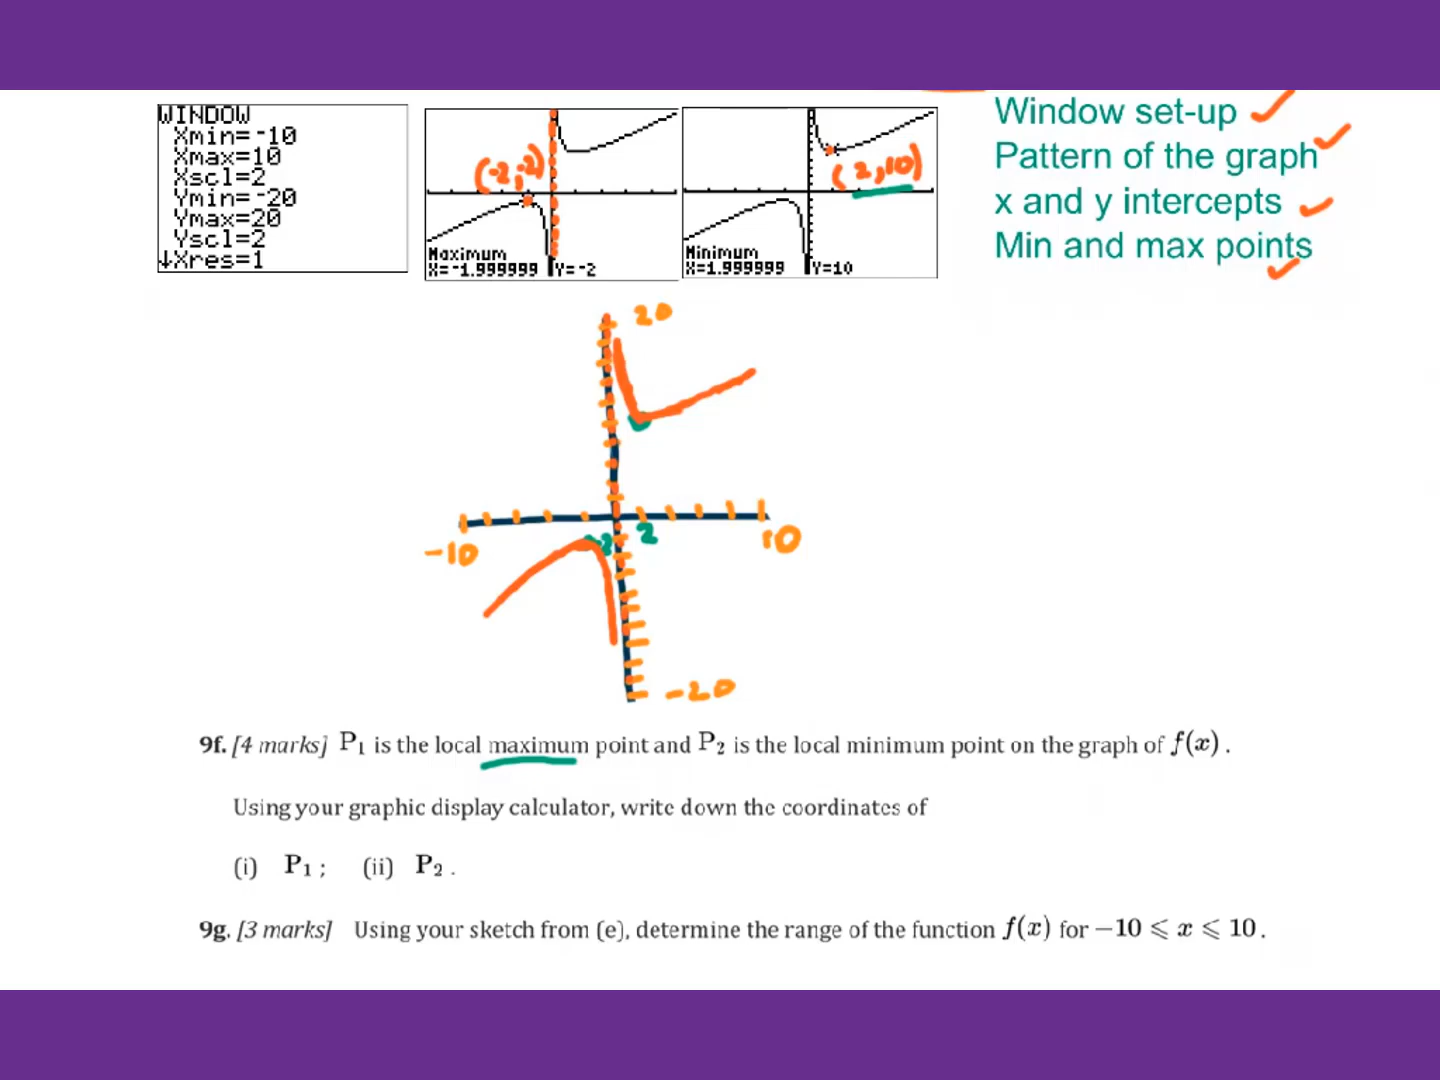 WINDOW
Xmin=-10
Xmax=10
Xscl=2
Ymin=-20
Ymax=20
Yscl=2
↓Xres=1
(-2,-2)
Maximum
X=-1.999999 Y=-2
(2,10)
Minimum
X=1.999999 Y=10
Window set-up
Pattern of the graph
x and y intercepts
Min and max points
20
-10
-2
2
10
-20
9f. [4 marks] P₁ is the local maximum point and P₂ is the local minimum point on the graph of f(x).
Using your graphic display calculator, write down the coordinates of
(i) P₁; (ii) P₂.
9g. [3 marks] Using your sketch from (e), determine the range of the function f(x) for −10 ⩽ x ⩽ 10.